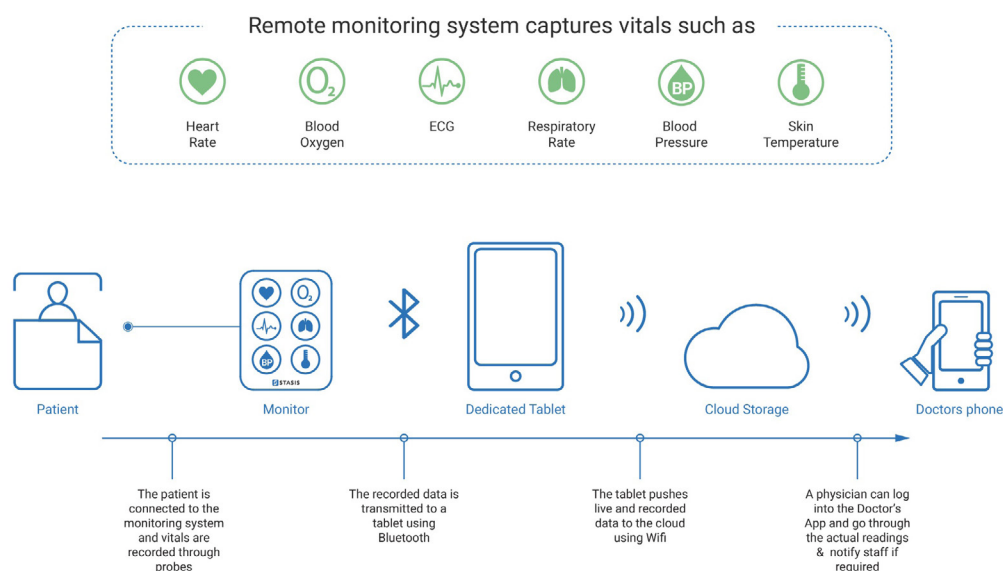 Remote monitoring system captures vitals such as
O2
BP
Heart
Rate
Blood
Oxygen
ECG
Respiratory
Rate
Blood
Pressure
Skin
Temperature
O2
BP
STASIS
Patient
Monitor
Dedicated Tablet
Cloud Storage
Doctors phone
The patient is
connected to the
monitoring system
and vitals are
recorded through
probes
The recorded data is
transmitted to a
tablet using
Bluetooth
The tablet pushes
live and recorded
data to the cloud
using Wifi
A physician can log
into the Doctor's
App and go through
the actual readings
& notify staff if
required